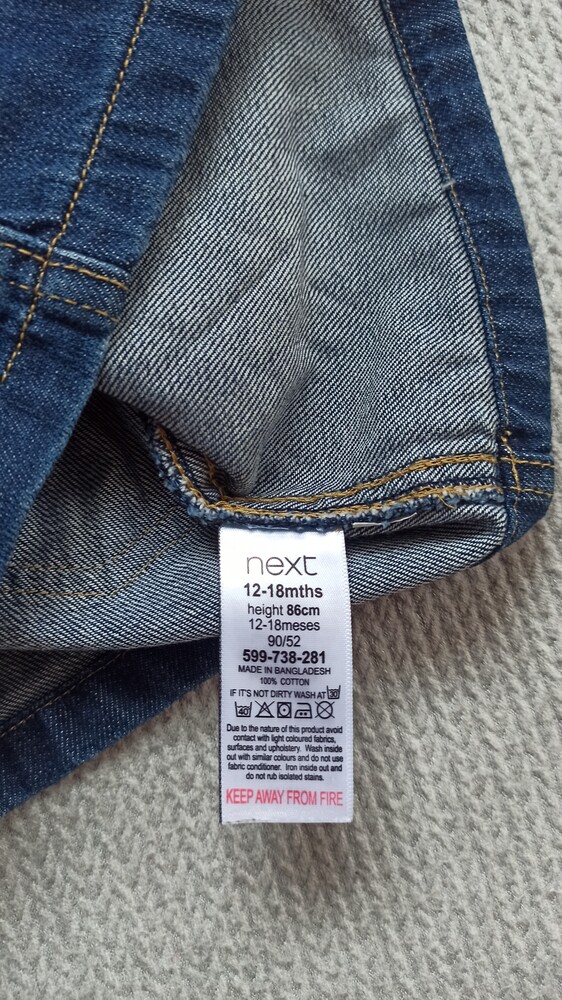 next
12-18mths
height 86cm
12-18meses
90/52
599-738-281
MADE IN BANGLADESH
100% COTTON
IF IT'S NOT DIRTY WASH AT 30
40
Due to the nature of this product avoid
contact with light coloured fabrics,
surfaces and upholstery. Wash inside
out with similar colours and do not use
fabric conditioner. Iron inside out and
do not rub isolated stains.
KEEP AWAY FROM FIRE